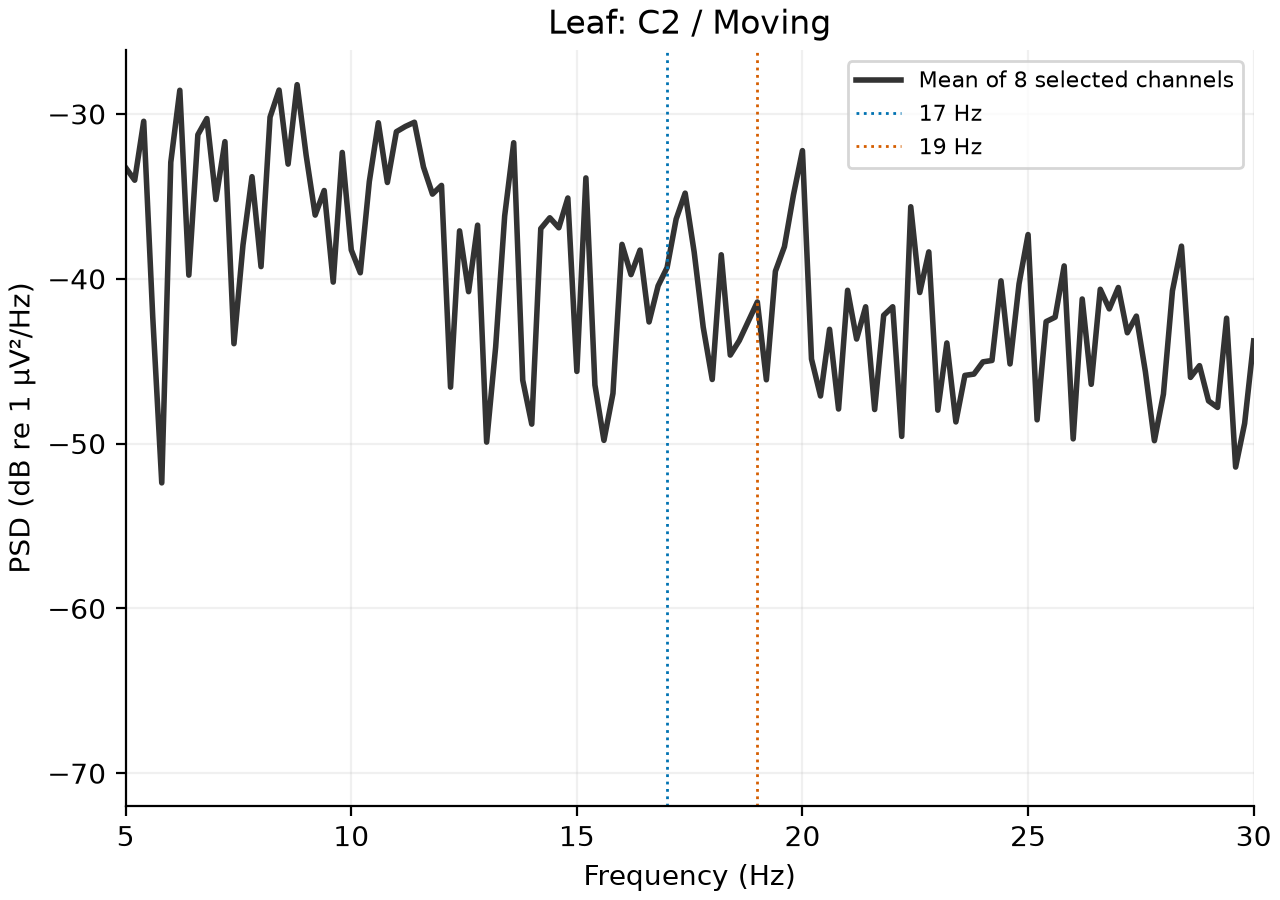 Leaf: C2 / Moving
Mean of 8 selected channels
17 Hz
19 Hz
PSD (dB re 1 µV²/Hz)
−30
−40
−50
−60
−70
5
10
15
20
25
30
Frequency (Hz)